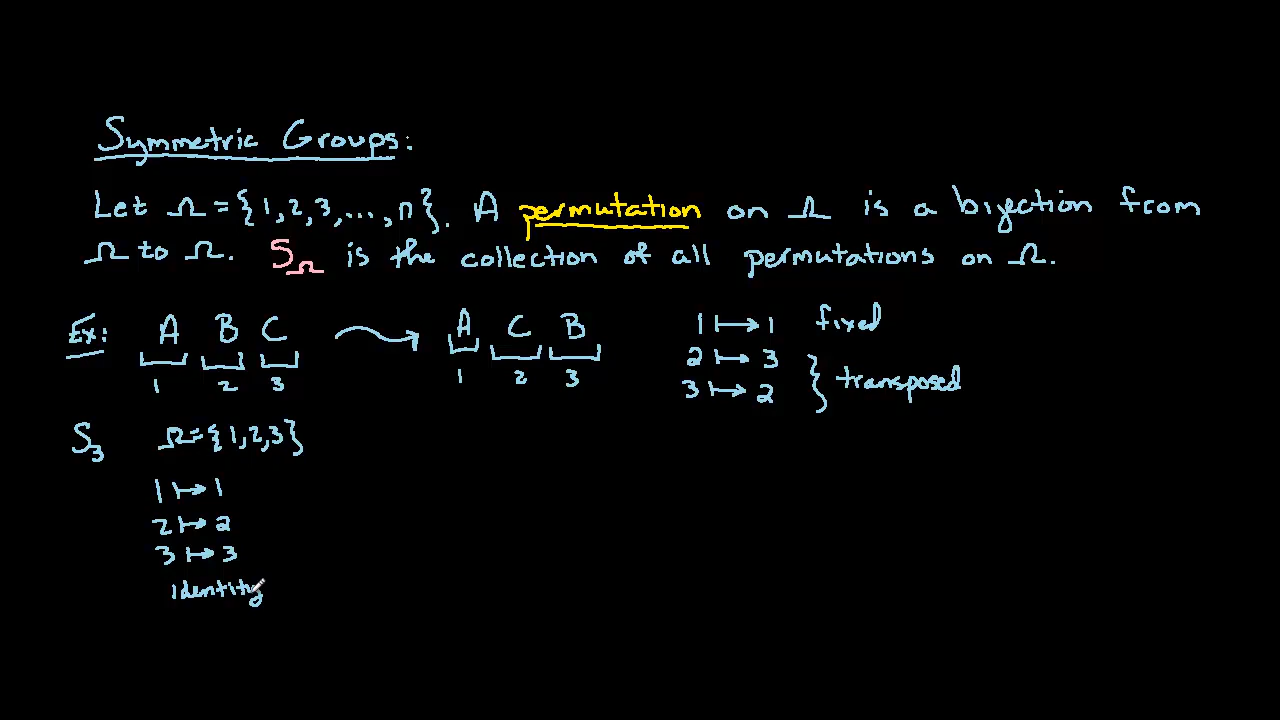 Symmetric Groups:
Let Ω = {1, 2, 3, ..., n}. A permutation on Ω is a bijection from
Ω to Ω. S_Ω is the collection of all permutations on Ω.
Ex: A B C → A C B
1 2 3 1 2 3
1 ↦ 1 fixed
2 ↦ 3
3 ↦ 2 } transposed
S_3 Ω = {1, 2, 3}
1 ↦ 1
2 ↦ 2
3 ↦ 3
identity